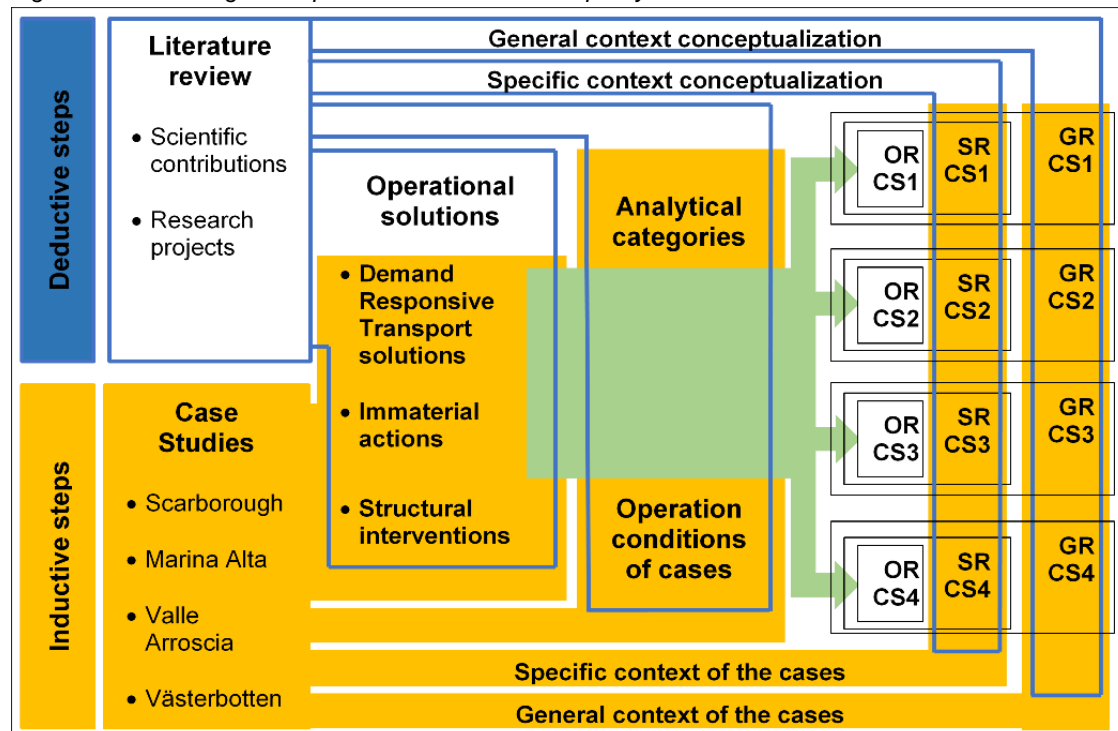 Literature
review
• Scientific
contributions
• Research
projects
Deductive steps
General context conceptualization
Specific context conceptualization
Operational
solutions
• Demand
Responsive
Transport
solutions
• Immaterial
actions
• Structural
interventions
Analytical
categories
Operation
conditions
of cases
OR
CS1
SR
CS1
GR
CS1
OR
CS2
SR
CS2
GR
CS2
OR
CS3
SR
CS3
GR
CS3
OR
CS4
SR
CS4
GR
CS4
Inductive steps
Case
Studies
• Scarborough
• Marina Alta
• Valle
Arroscia
• Västerbotten
Specific context of the cases
General context of the cases